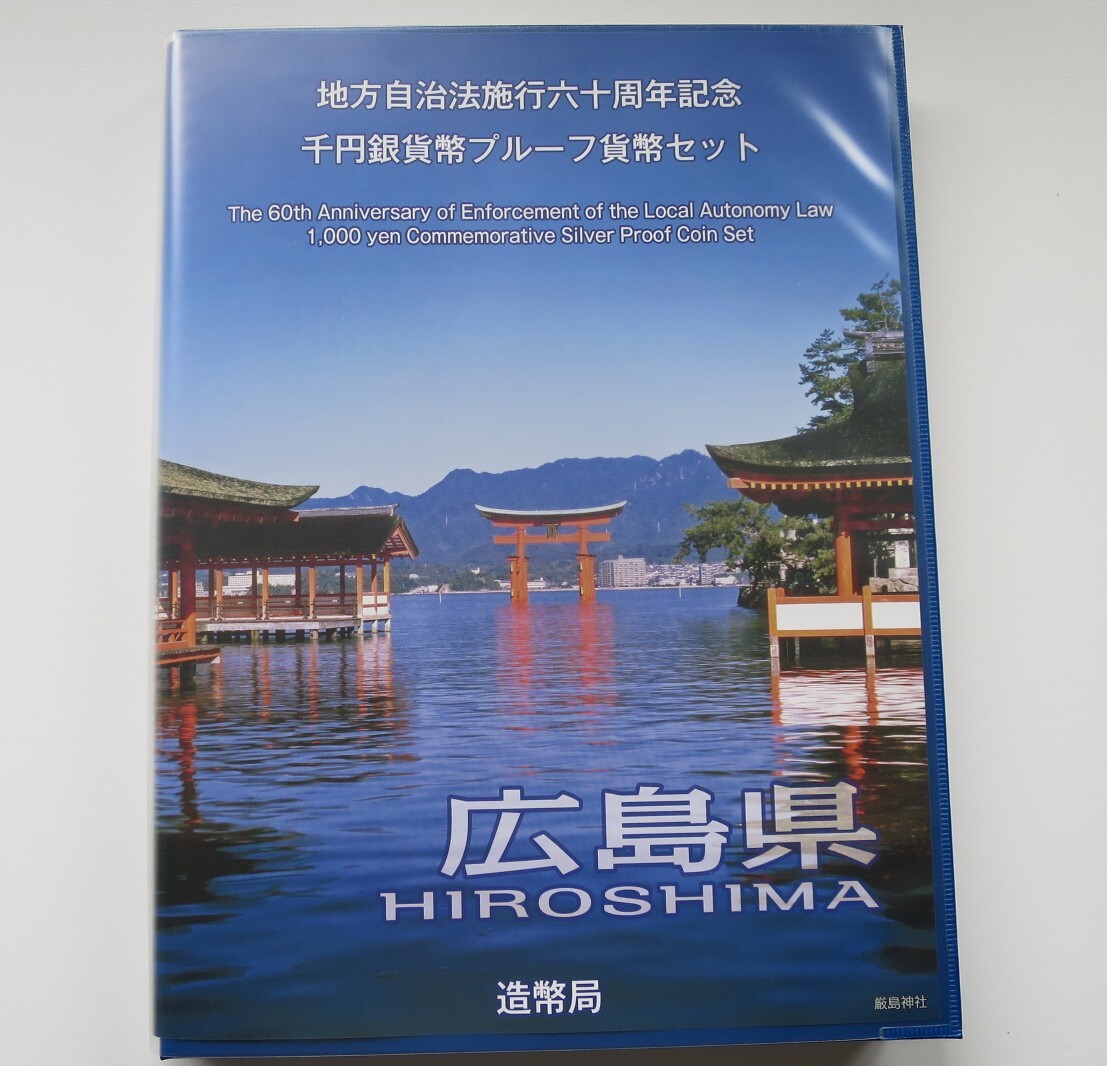 地方自治法施行六十周年記念
千円銀貨幣プルーフ貨幣セット
The 60th Anniversary of Enforcement of the Local Autonomy Law
1,000 yen Commemorative Silver Proof Coin Set
広島県
HIROSHIMA
造幣局
厳島神社